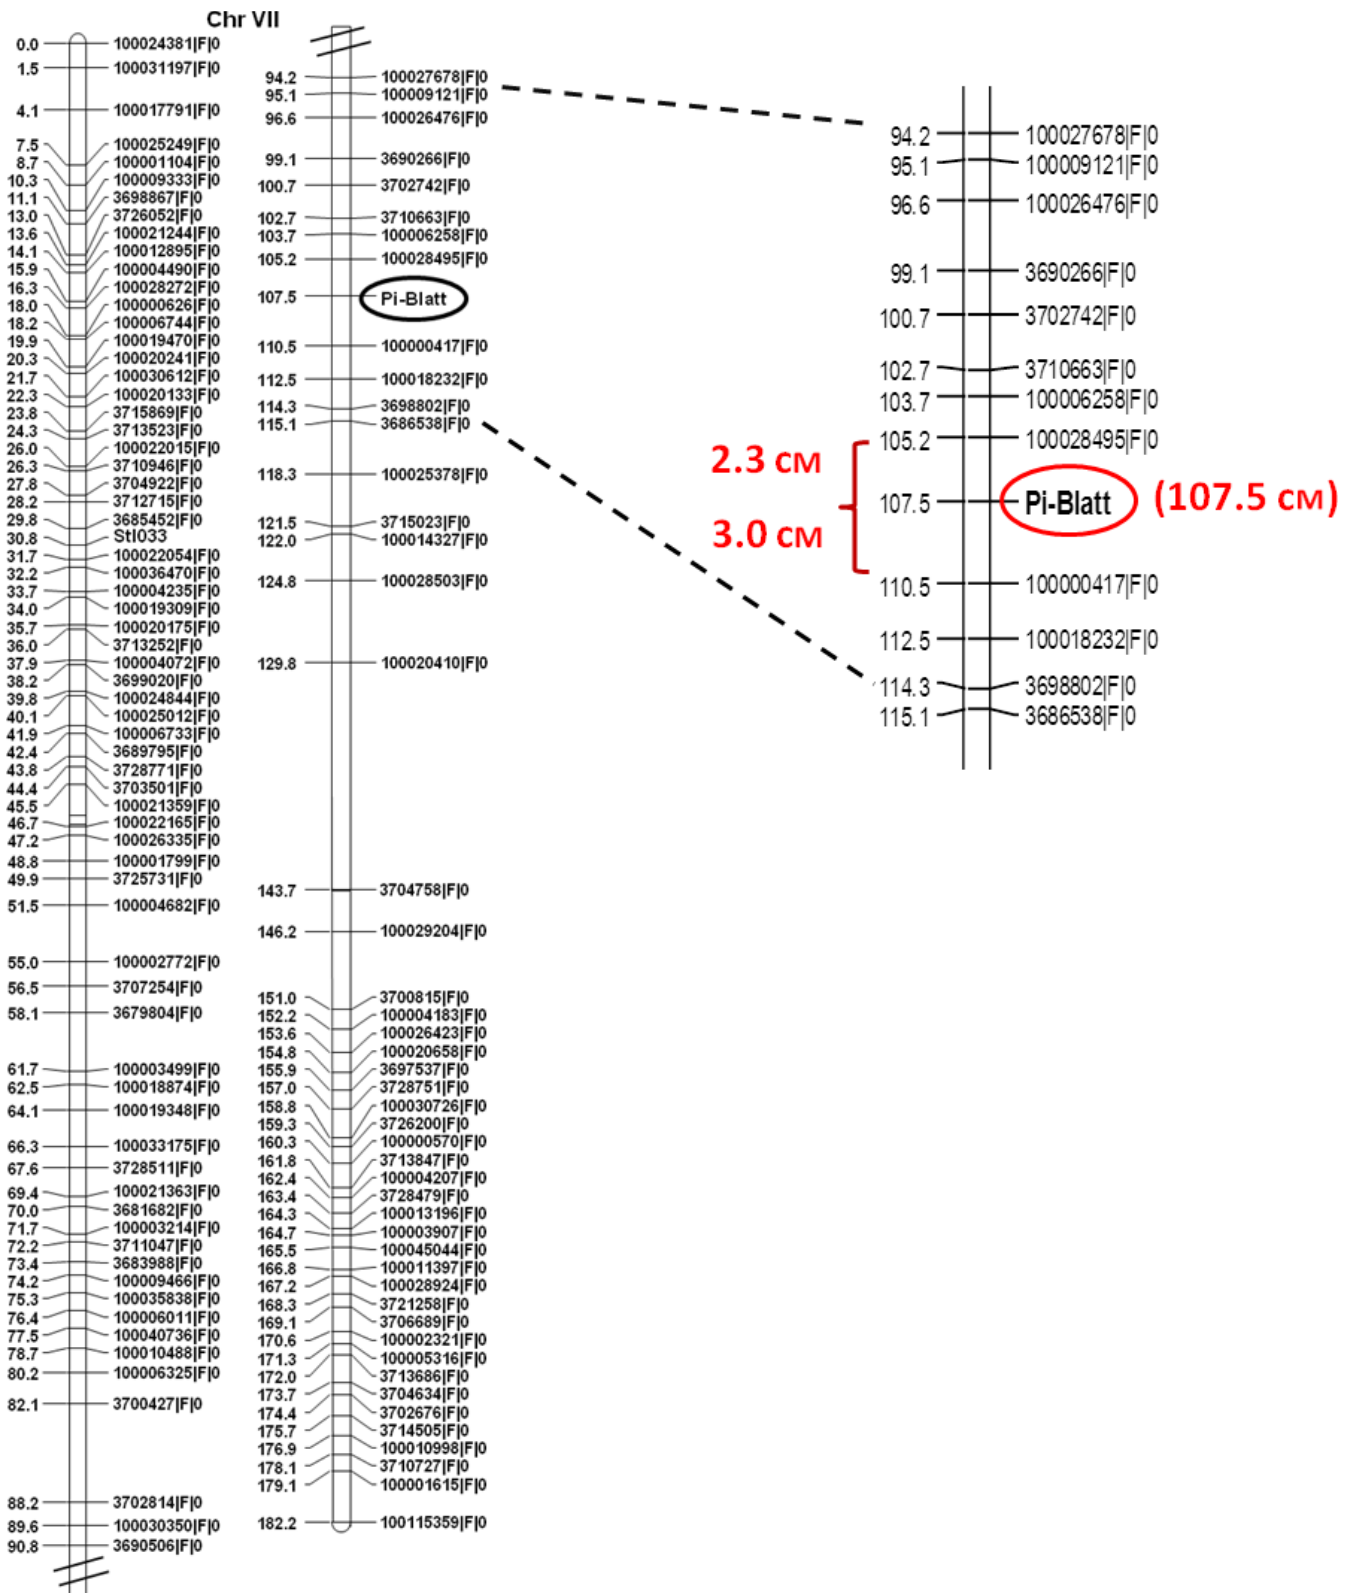 Chr VII
0.0 100024381|F|0
1.5 100031197|F|0
4.1 100017791|F|0
7.5 100025249|F|0
8.7 100001104|F|0
10.3 100009333|F|0
11.1 3698867|F|0
13.0 3726052|F|0
13.6 100021244|F|0
14.1 100012895|F|0
15.9 100004490|F|0
16.3 100028272|F|0
18.0 100000626|F|0
18.2 100006744|F|0
19.9 100019470|F|0
20.3 100020241|F|0
21.7 100030612|F|0
22.3 100020133|F|0
23.8 3715869|F|0
24.3 3713523|F|0
26.0 100022015|F|0
26.3 3710946|F|0
27.8 3704922|F|0
28.2 3712715|F|0
29.8 3685452|F|0
30.8 StI033
31.7 100022054|F|0
32.2 100036470|F|0
33.7 100004235|F|0
34.0 100019309|F|0
35.7 100020175|F|0
36.0 3713252|F|0
37.9 100004072|F|0
38.2 3699020|F|0
39.8 100024844|F|0
40.1 100025012|F|0
41.9 100006733|F|0
42.4 3689795|F|0
43.8 3728771|F|0
44.4 3703501|F|0
45.5 100021359|F|0
46.7 100022165|F|0
47.2 100026335|F|0
48.8 100001799|F|0
49.9 3725731|F|0
51.5 100004682|F|0
55.0 100002772|F|0
56.5 3707254|F|0
58.1 3679804|F|0
61.7 100003499|F|0
62.5 100018874|F|0
64.1 100019348|F|0
66.3 100033175|F|0
67.6 3728511|F|0
69.4 100021363|F|0
70.0 3681682|F|0
71.7 100003214|F|0
72.2 3711047|F|0
73.4 3683988|F|0
74.2 100009466|F|0
75.3 100035838|F|0
76.4 100006011|F|0
77.5 100040736|F|0
78.7 100010488|F|0
80.2 100006325|F|0
82.1 3700427|F|0
88.2 3702814|F|0
89.6 100030350|F|0
90.8 3690506|F|0
94.2 100027678|F|0
95.1 100009121|F|0
96.6 100026476|F|0
99.1 3690266|F|0
100.7 3702742|F|0
102.7 3710663|F|0
103.7 100006258|F|0
105.2 100028495|F|0
107.5 Pi-Blatt
110.5 100000417|F|0
112.5 100018232|F|0
114.3 3698802|F|0
115.1 3686538|F|0
118.3 100025378|F|0
121.5 3715023|F|0
122.0 100014327|F|0
124.8 100028503|F|0
129.8 100020410|F|0
143.7 3704758|F|0
146.2 100029204|F|0
151.0 3700815|F|0
152.2 100004183|F|0
153.6 100026423|F|0
154.8 100020658|F|0
155.9 3697537|F|0
157.0 3728751|F|0
158.8 100030726|F|0
159.3 3726200|F|0
160.3 100000570|F|0
161.8 3713847|F|0
162.4 100004207|F|0
163.4 3728479|F|0
164.3 100013196|F|0
164.7 100003907|F|0
165.5 100045044|F|0
166.8 100011397|F|0
167.2 100028924|F|0
168.3 3721258|F|0
169.1 3706689|F|0
170.6 100002321|F|0
171.3 100005316|F|0
172.0 3713686|F|0
173.7 3704634|F|0
174.4 3702676|F|0
175.7 3714505|F|0
176.9 100010998|F|0
178.1 3710727|F|0
179.1 100001615|F|0
182.2 100115359|F|0
94.2 100027678|F|0
95.1 100009121|F|0
96.6 100026476|F|0
99.1 3690266|F|0
100.7 3702742|F|0
102.7 3710663|F|0
103.7 100006258|F|0
105.2 100028495|F|0
2.3 см
107.5 Pi-Blatt (107.5 см)
3.0 см
110.5 100000417|F|0
112.5 100018232|F|0
114.3 3698802|F|0
115.1 3686538|F|0